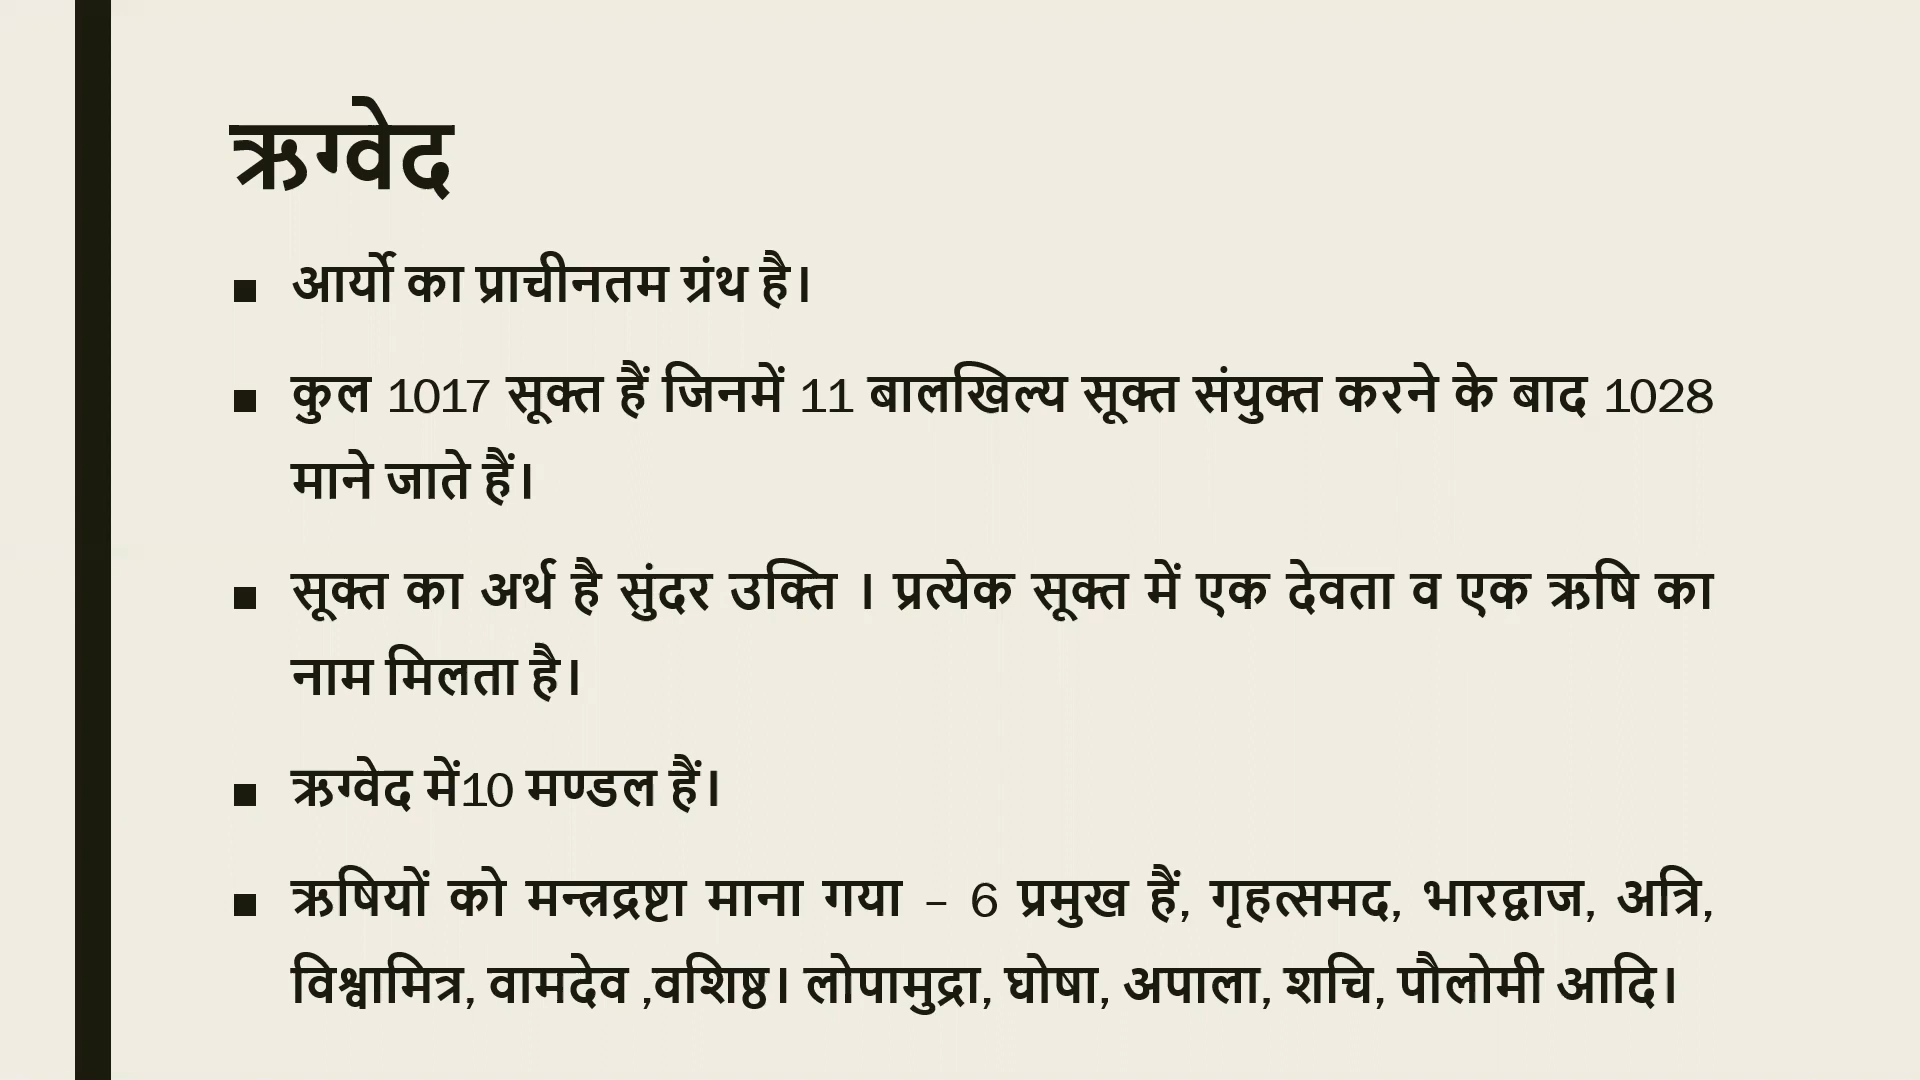 ऋग्वेद
▪ आर्यो का प्राचीनतम ग्रंथ है।
▪ कुल 1017 सूक्त हैं जिनमें 11 बालखिल्य सूक्त संयुक्त करने के बाद 1028
माने जाते हैं।
▪ सूक्त का अर्थ है सुंदर उक्ति । प्रत्येक सूक्त में एक देवता व एक ऋषि का
नाम मिलता है।
▪ ऋग्वेद में10 मण्डल हैं।
▪ ऋषियों को मन्त्रद्रष्टा माना गया – 6 प्रमुख हैं, गृहत्समद, भारद्वाज, अत्रि,
विश्वामित्र, वामदेव ,वशिष्ठ। लोपामुद्रा, घोषा, अपाला, शचि, पौलोमी आदि।